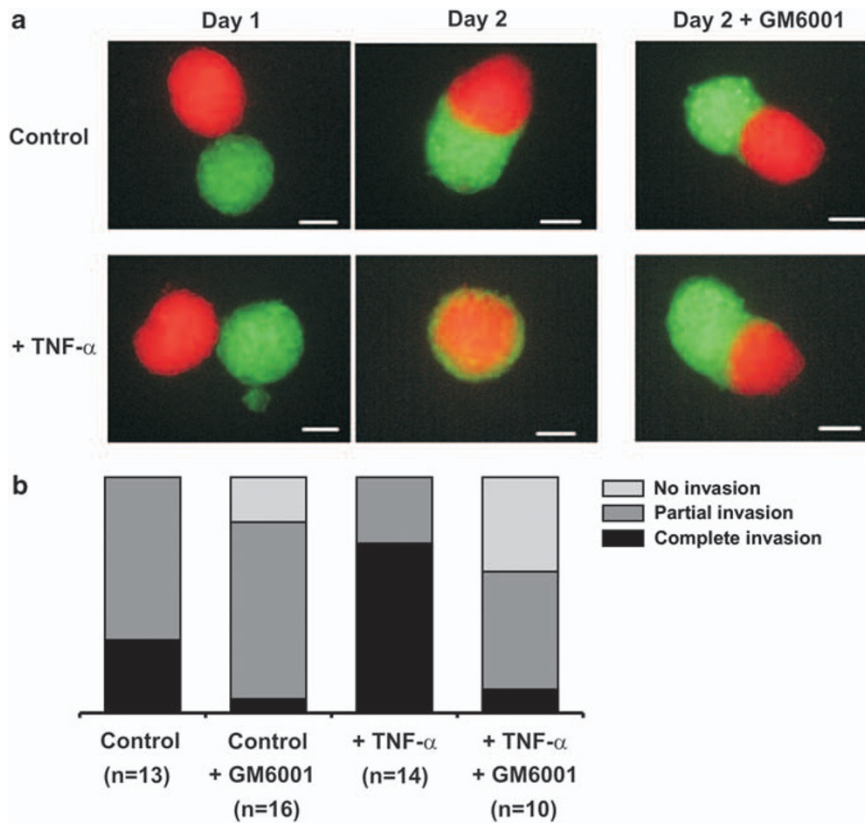 a
Day 1 Day 2 Day 2 + GM6001
Control
+ TNF-α
b
No invasion
Partial invasion
Complete invasion
Control Control + TNF-α + TNF-α
(n=13) + GM6001 (n=14) + GM6001
(n=16) (n=10)